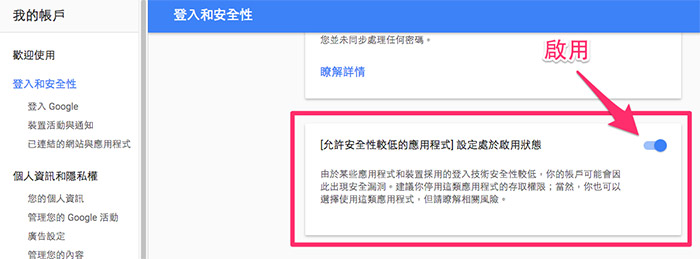 我的帳戶
歡迎使用
登入和安全性
登入 Google
裝置活動與通知
已連結的網站與應用程式
個人資訊和隱私權
您的個人資訊
管理您的 Google 活動
廣告設定
管理您的內容
登入和安全性
您並未同步處理任何密碼。
瞭解詳情
啟用
[允許安全性較低的應用程式] 設定處於啟用狀態
由於某些應用程式和裝置採用的登入技術安全性較低，你的帳戶可能會因
此出現安全漏洞。建議你停用這類應用程式的存取權限；當然，你也可以
選擇使用這類應用程式，但請瞭解相關風險。